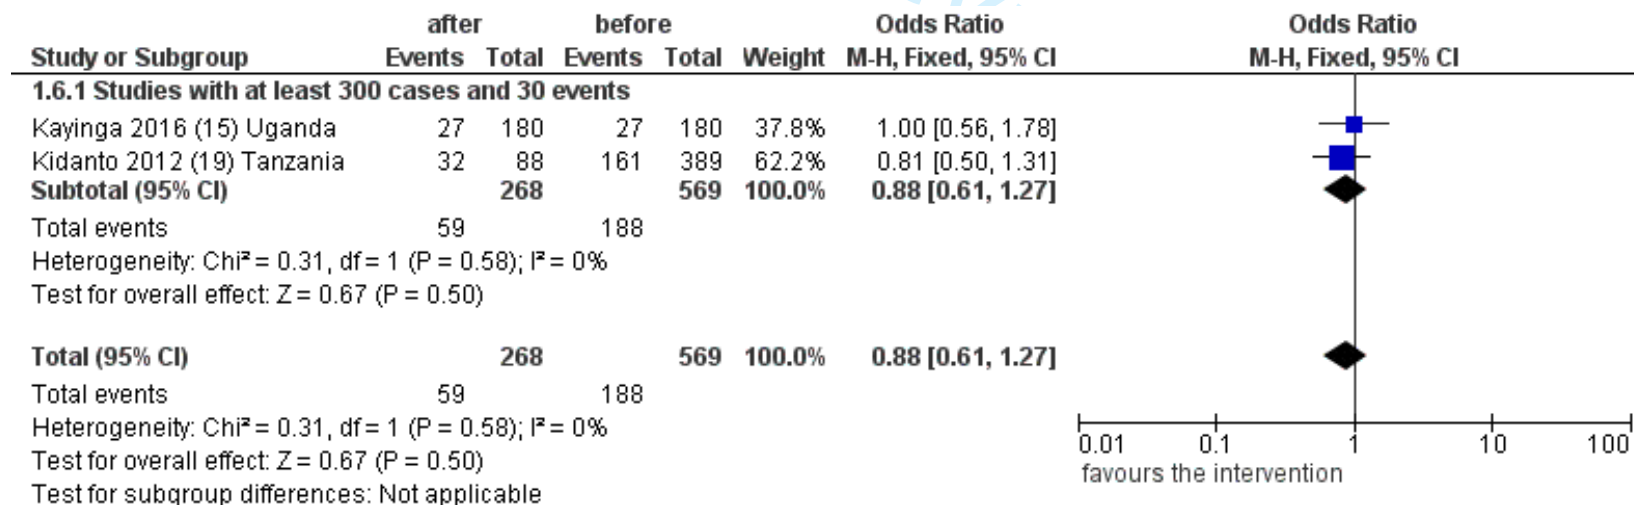 after before Odds Ratio Odds Ratio
Study or Subgroup Events Total Events Total Weight M-H, Fixed, 95% CI M-H, Fixed, 95% CI
1.6.1 Studies with at least 300 cases and 30 events
Kayinga 2016 (15) Uganda 27 180 27 180 37.8% 1.00 [0.56, 1.78]
Kidanto 2012 (19) Tanzania 32 88 161 389 62.2% 0.81 [0.50, 1.31]
Subtotal (95% CI) 268 569 100.0% 0.88 [0.61, 1.27]
Total events 59 188
Heterogeneity: Chi² = 0.31, df = 1 (P = 0.58); I² = 0%
Test for overall effect: Z = 0.67 (P = 0.50)
Total (95% CI) 268 569 100.0% 0.88 [0.61, 1.27]
Total events 59 188
Heterogeneity: Chi² = 0.31, df = 1 (P = 0.58); I² = 0%
Test for overall effect: Z = 0.67 (P = 0.50)
Test for subgroup differences: Not applicable
0.01 0.1 1 10 100
favours the intervention